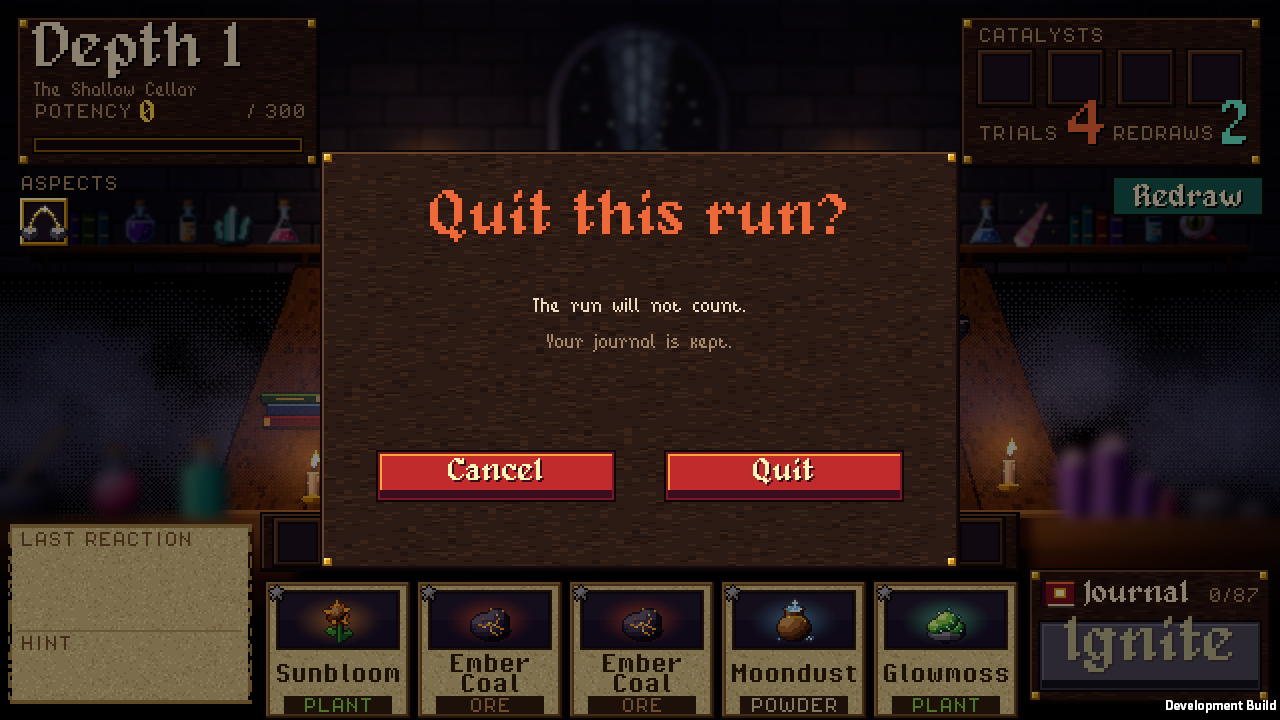 Depth 1
The Shallow Cellar
POTENCY 0 / 300
ASPECTS
CATALYSTS
TRIALS 4 REDRAWS 2
Redraw
Quit this run?
The run will not count.
Your journal is kept.
Cancel
Quit
LAST REACTION
HINT
Sunbloom
PLANT
Ember
Coal
ORE
Ember
Coal
ORE
Moondust
POWDER
Glowmoss
PLANT
Journal 0/87
Ignite
Development Build